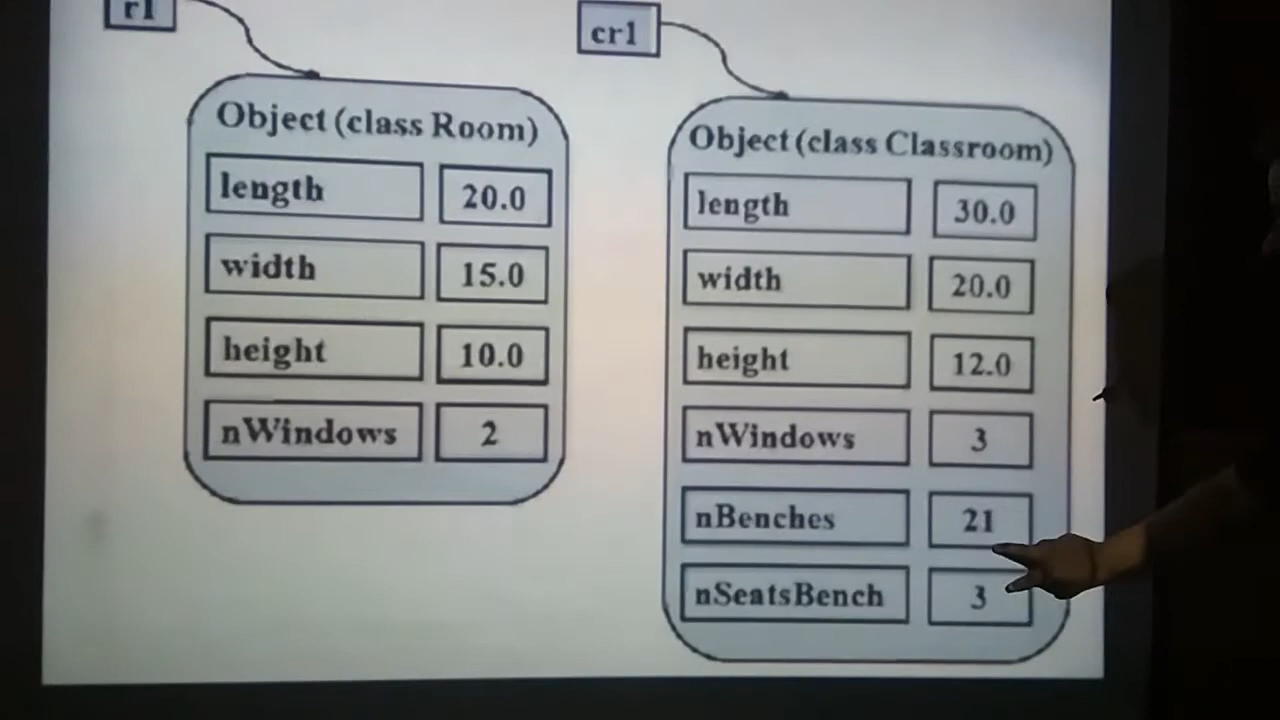 r1
cr1
Object (class Room)
length 20.0
width 15.0
height 10.0
nWindows 2
Object (class Classroom)
length 30.0
width 20.0
height 12.0
nWindows 3
nBenches 21
nSeatsBench 3